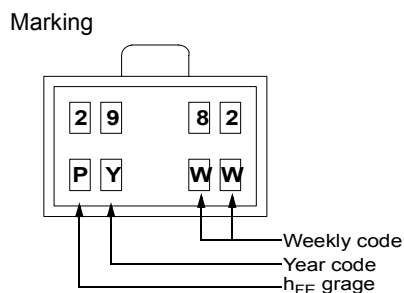 Marking
2 9 8 2
P Y W W
Weekly code
Year code
hFE grage